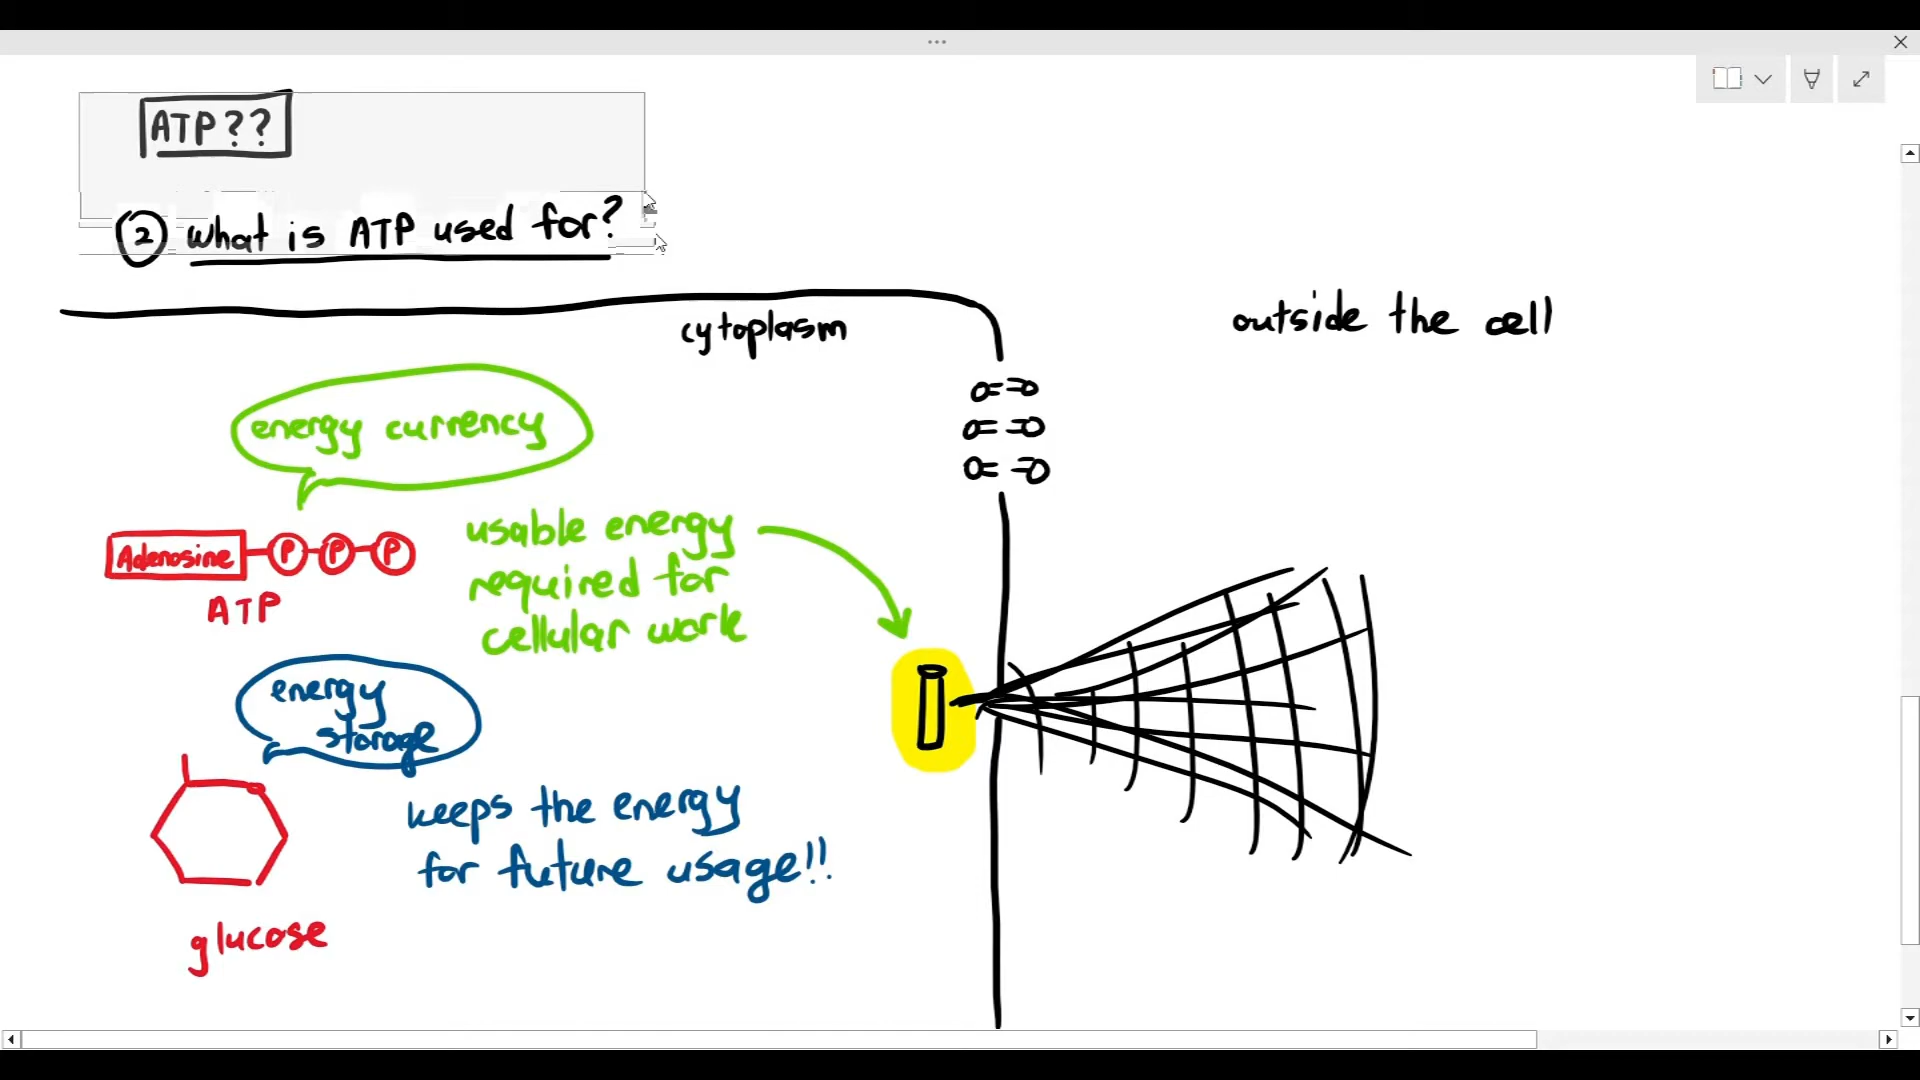 ATP??
2 What is ATP used for?
cytoplasm
outside the cell
energy currency
usable energy
required for
cellular work
Adenosine P P P
ATP
energy
storage
keeps the energy
for future usage!!
glucose